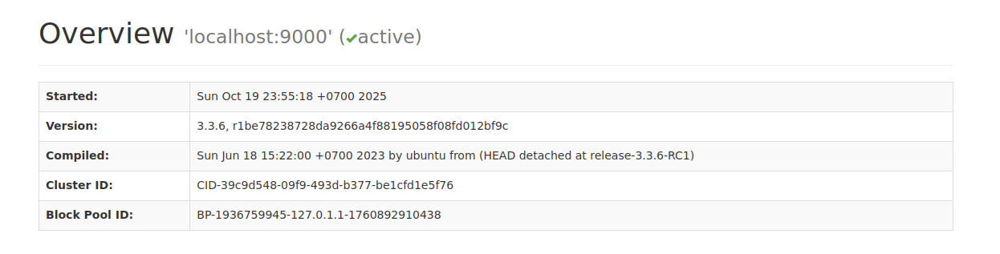 Overview 'localhost:9000' (✔active)
Started: Sun Oct 19 23:55:18 +0700 2025
Version: 3.3.6, r1be78238728da9266a4f88195058f08fd012bf9c
Compiled: Sun Jun 18 15:22:00 +0700 2023 by ubuntu from (HEAD detached at release-3.3.6-RC1)
Cluster ID: CID-39c9d548-09f9-493d-b377-be1cfd1e5f76
Block Pool ID: BP-1936759945-127.0.1.1-1760892910438